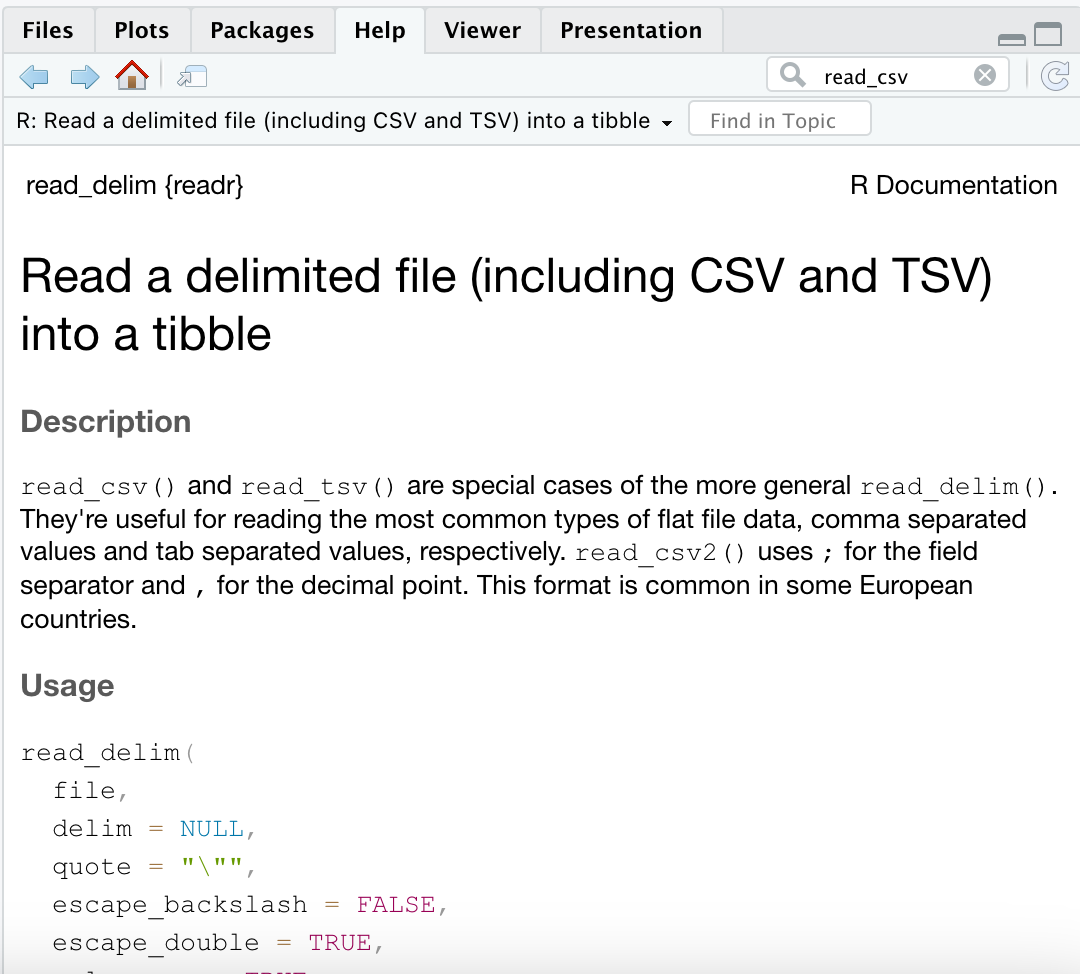 Files Plots Packages Help Viewer Presentation
read_csv
R: Read a delimited file (including CSV and TSV) into a tibble Find in Topic
read_delim {readr} R Documentation
Read a delimited file (including CSV and TSV)
into a tibble
Description
read_csv() and read_tsv() are special cases of the more general read_delim().
They're useful for reading the most common types of flat file data, comma separated
values and tab separated values, respectively. read_csv2() uses ; for the field
separator and , for the decimal point. This format is common in some European
countries.
Usage
read_delim(
file,
delim = NULL,
quote = "\"",
escape_backslash = FALSE,
escape_double = TRUE,